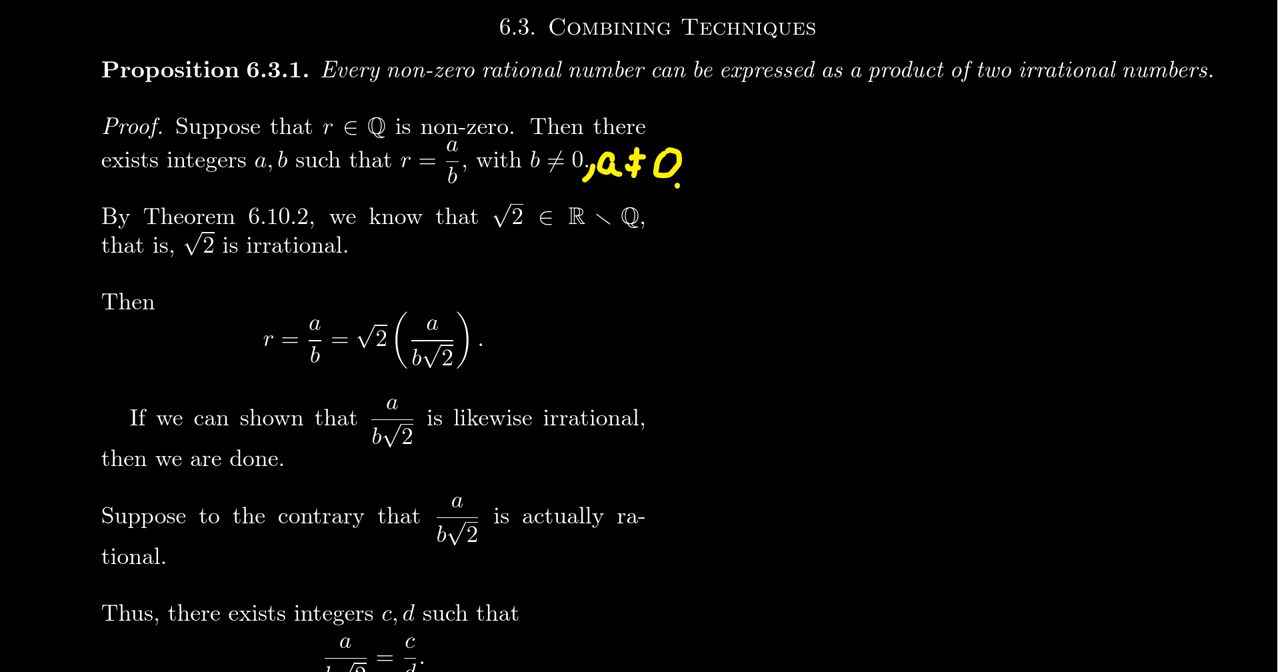 6.3. COMBINING TECHNIQUES
Proposition 6.3.1. Every non-zero rational number can be expressed as a product of two irrational numbers.
Proof. Suppose that r ∈ ℚ is non-zero. Then there
exists integers a, b such that r = a/b, with b ≠ 0., a ≠ 0.
By Theorem 6.10.2, we know that √2 ∈ ℝ ∖ ℚ,
that is, √2 is irrational.
Then
r = a/b = √2 (a/(b√2)).
If we can shown that a/(b√2) is likewise irrational,
then we are done.
Suppose to the contrary that a/(b√2) is actually ra-
tional.
Thus, there exists integers c, d such that
a/(b√2) = c/d.